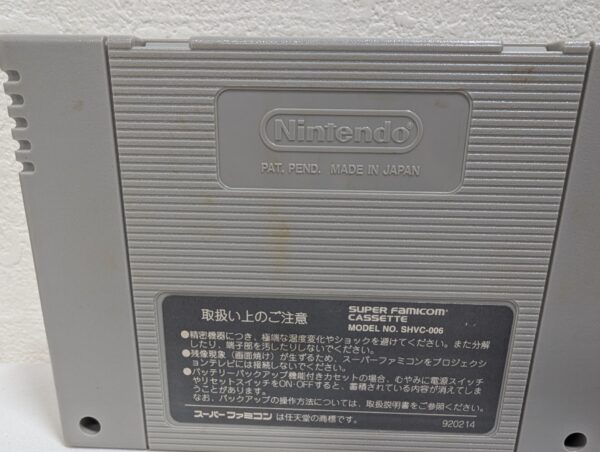 Nintendo
PAT. PEND. MADE IN JAPAN
取扱い上のご注意
SUPER FAMICOM
CASSETTE
MODEL NO. SHVC-006
●精密機器につき、極端な温度変化やショックを避けてください。また分解
したり、端子部を汚したりしないでください。
●残像現象（画面焼け）が生ずるため、スーパーファミコンをプロジェクシ
ョンテレビには接続しないでください。
●バッテリーバックアップ機能付きカセットの場合、むやみに電源スイッチ
やリセットスイッチをON·OFFすると、蓄積されている内容が消えてしま
うことがあります。
なお、バックアップの操作方法については、取扱説明書をご参照ください。
スーパーファミコンは任天堂の商標です。
920214